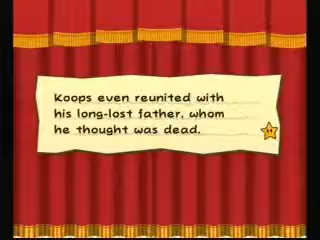 Koops even reunited with
his long-lost father, whom
he thought was dead.